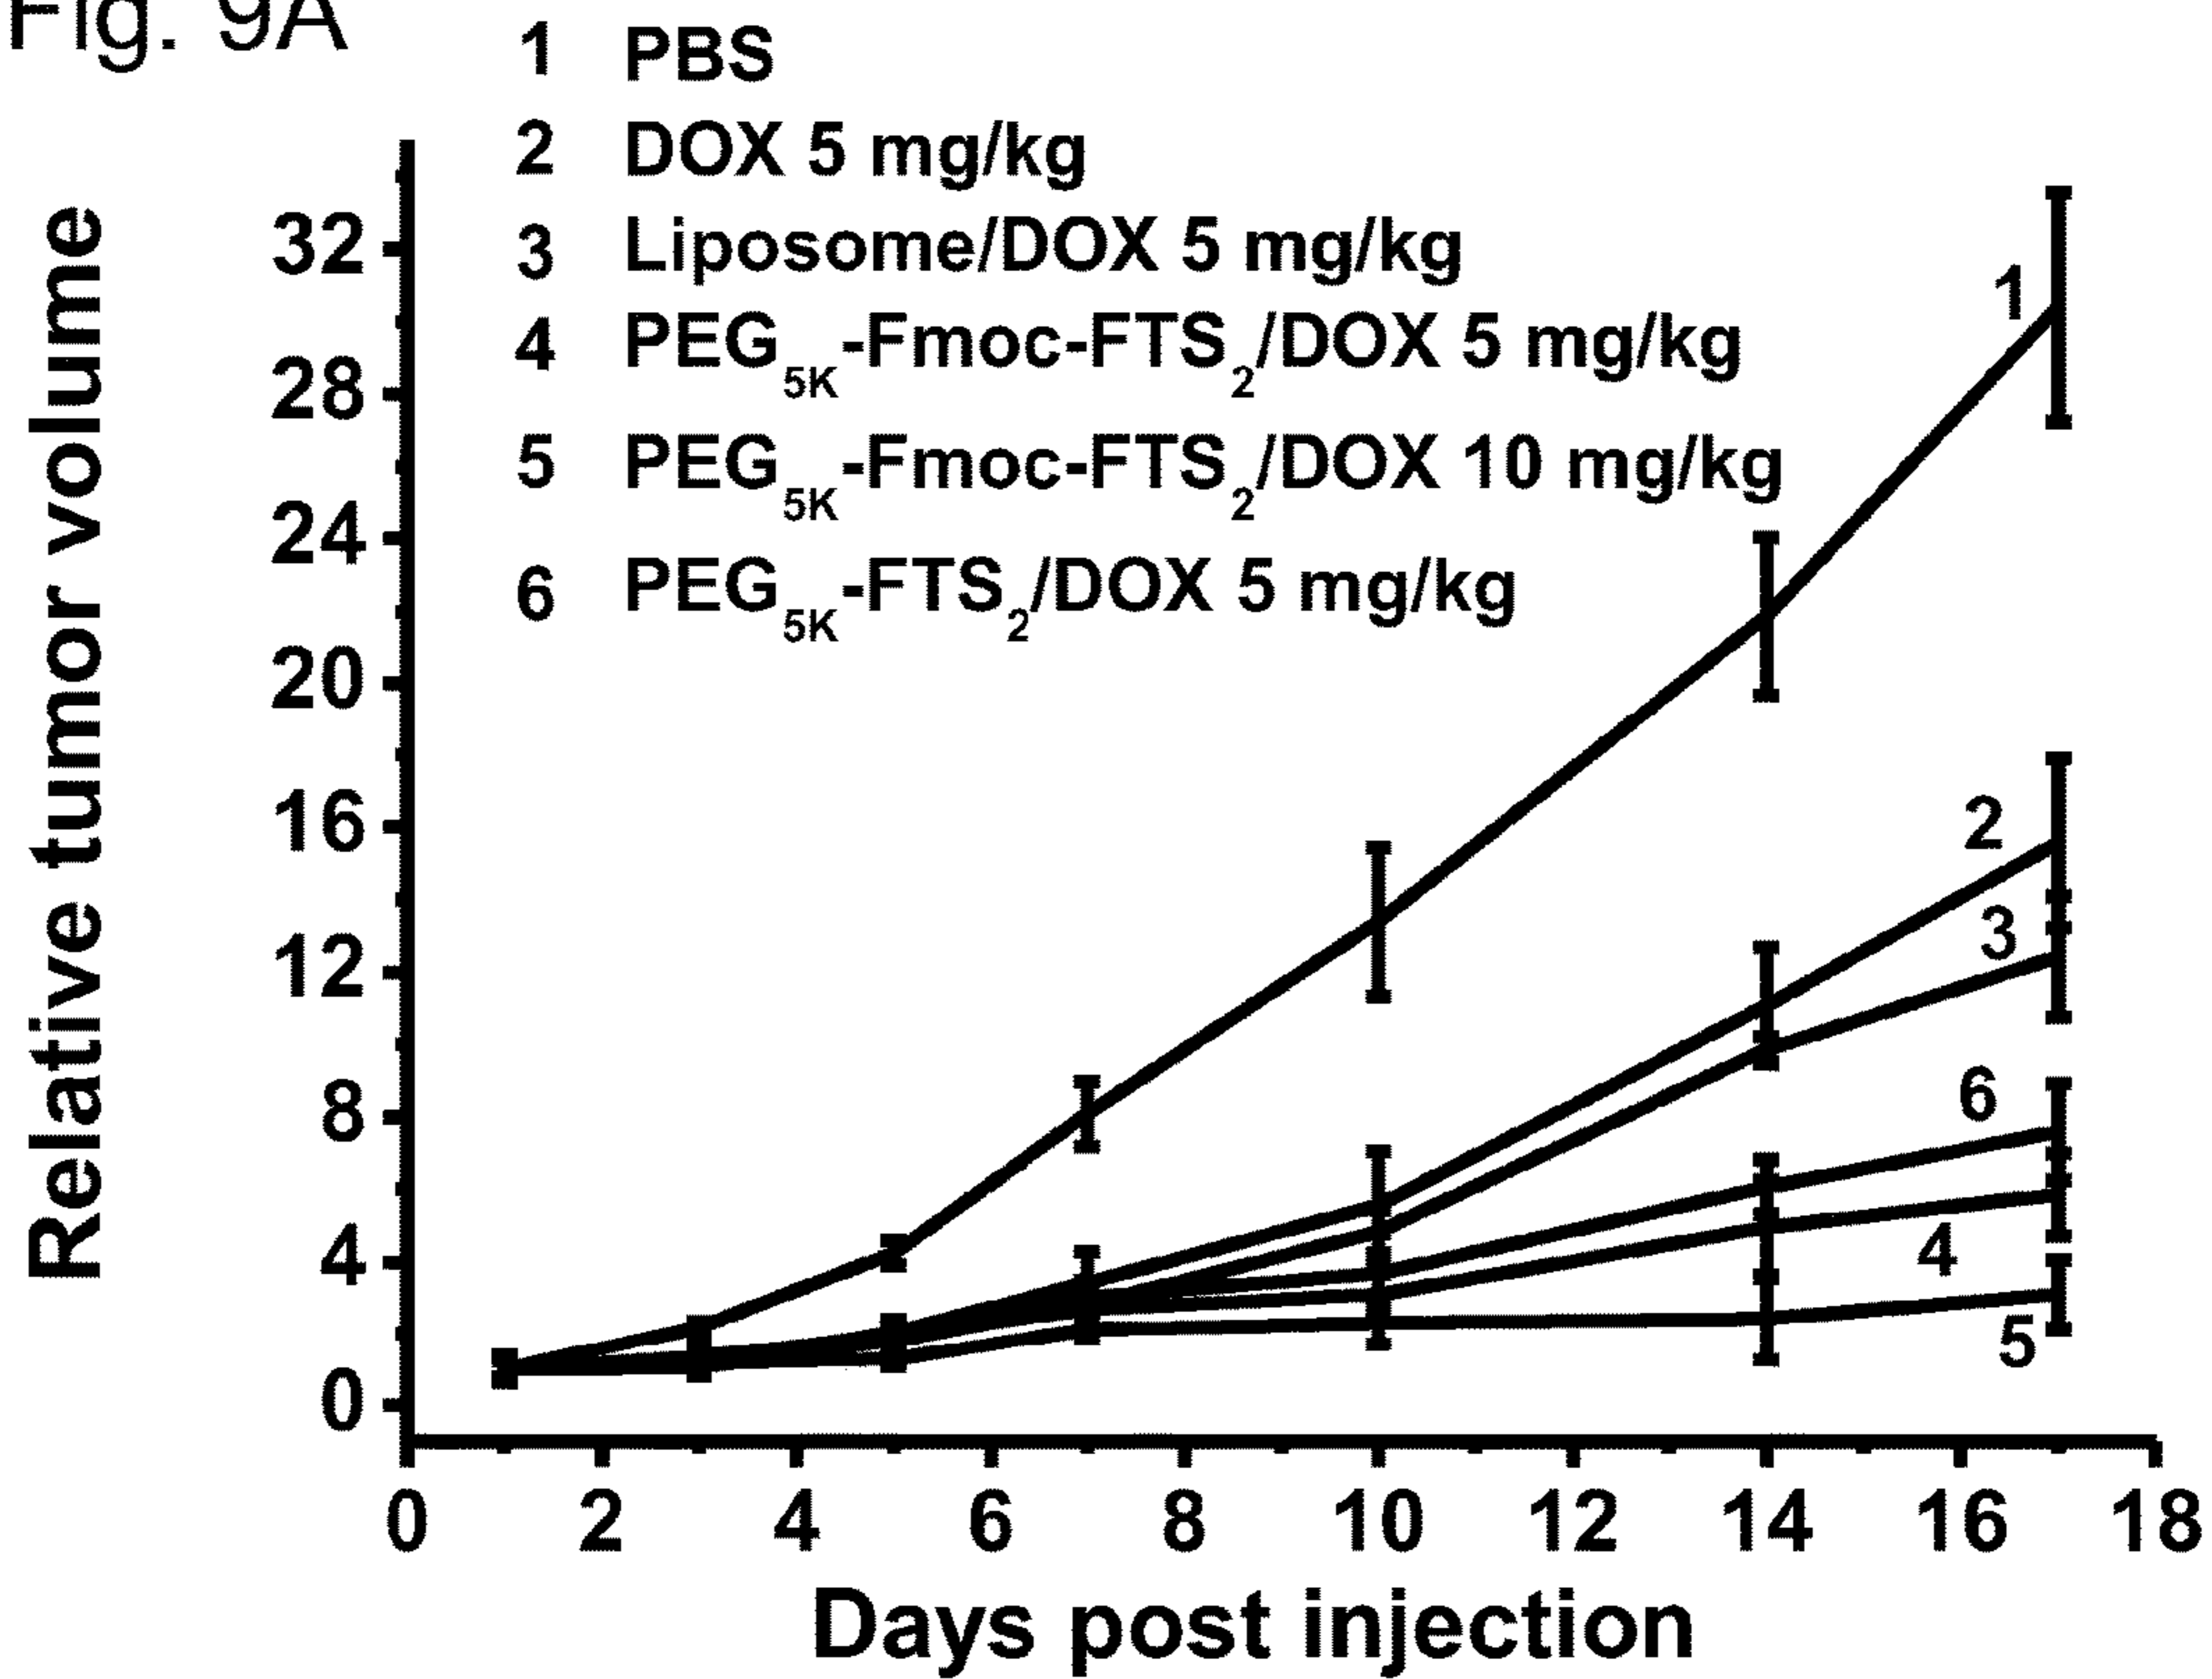 Fig. 9A
1 PBS
2 DOX 5 mg/kg
3 Liposome/DOX 5 mg/kg
4 PEG5K-Fmoc-FTS2/DOX 5 mg/kg
5 PEG5K-Fmoc-FTS2/DOX 10 mg/kg
6 PEG5K-FTS2/DOX 5 mg/kg
Relative tumor volume
32
28
24
20
16
12
8
4
0
1
2
3
6
4
5
0 2 4 6 8 10 12 14 16 18
Days post injection